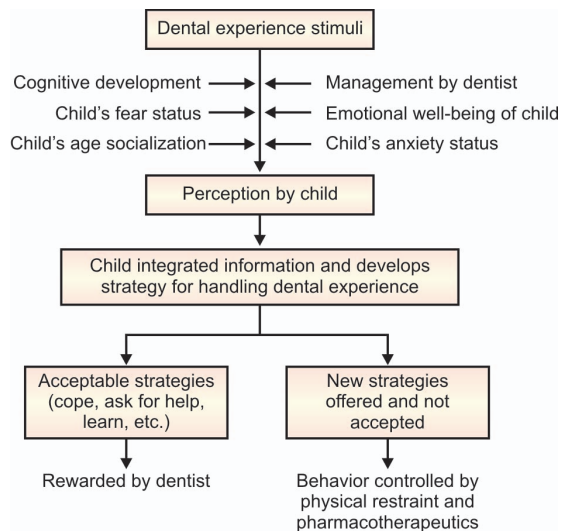 Dental experience stimuli
Cognitive development
Management by dentist
Child's fear status
Emotional well-being of child
Child's age socialization
Child's anxiety status
Perception by child
Child integrated information and develops
strategy for handling dental experience
Acceptable strategies
(cope, ask for help,
learn, etc.)
New strategies
offered and not
accepted
Rewarded by dentist
Behavior controlled by
physical restraint and
pharmacotherapeutics